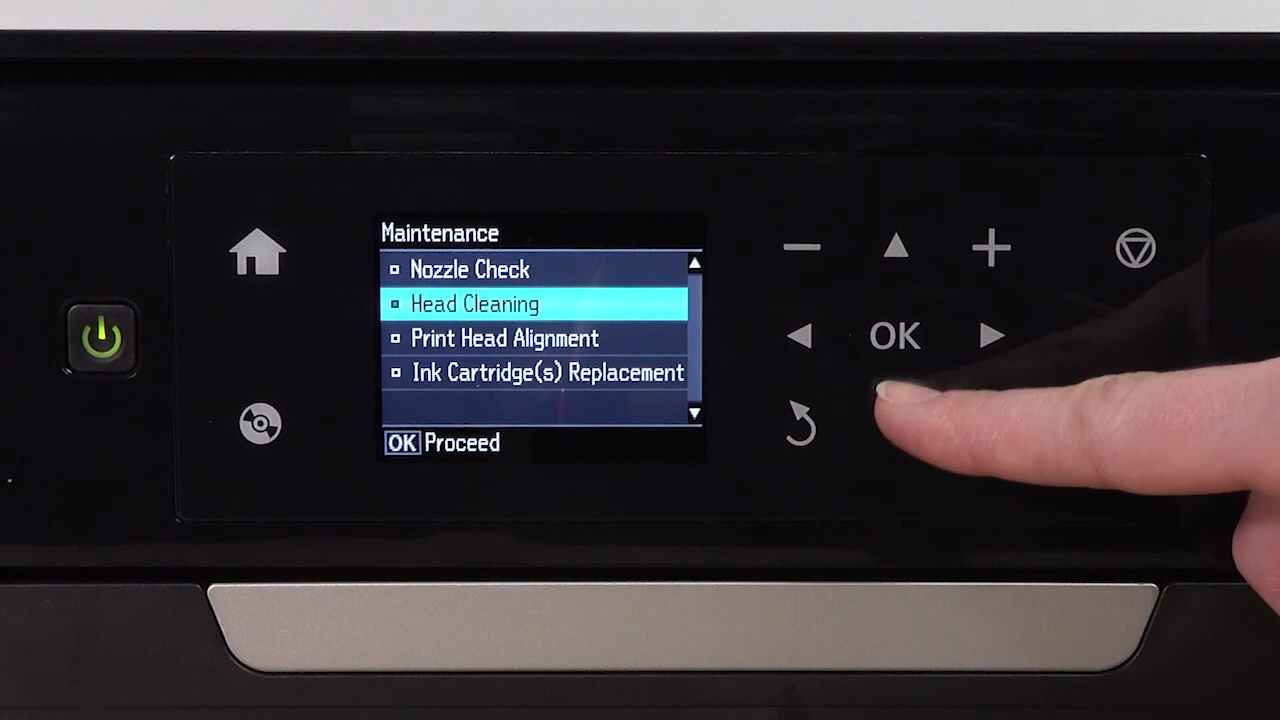 Maintenance
Nozzle Check
Head Cleaning
Print Head Alignment
Ink Cartridge(s) Replacement
OK Proceed
OK